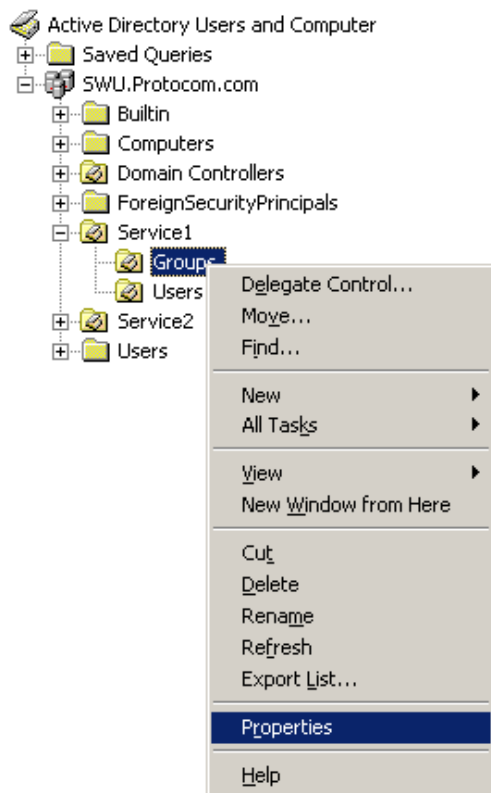 Active Directory Users and Computer
Saved Queries
SWU.Protocom.com
Builtin
Computers
Domain Controllers
ForeignSecurityPrincipals
Service1
Groups
Users
Service2
Users
Delegate Control...
Move...
Find...
New
All Tasks
View
New Window from Here
Cut
Delete
Rename
Refresh
Export List...
Properties
Help